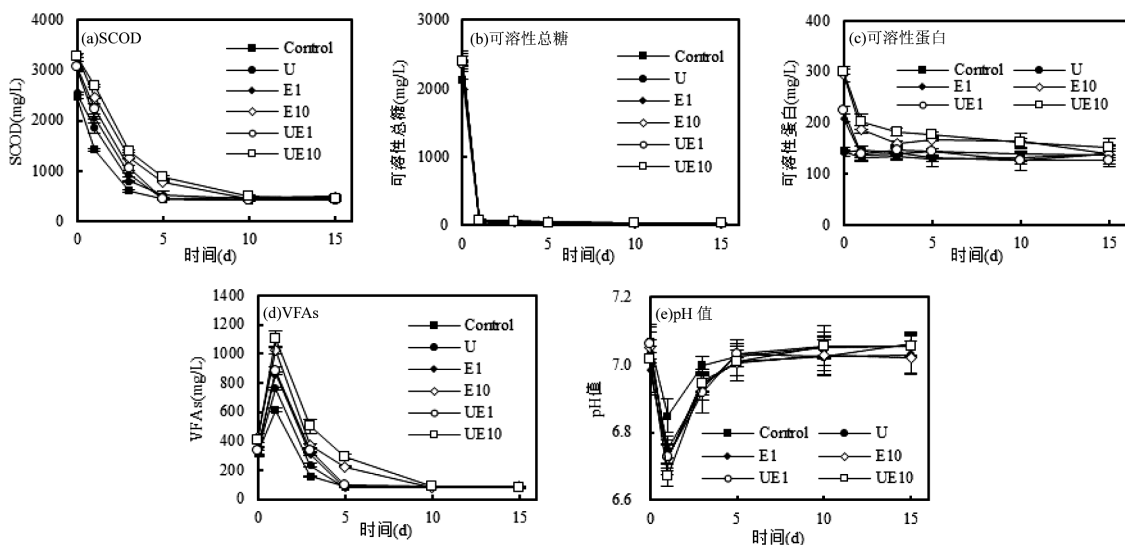 (a)SCOD
SCOD(mg/L)
4000
3000
2000
1000
0
Control
U
E1
E10
UE1
UE10
0 5 10 15
时间(d)
(b)可溶性总糖
可溶性总糖(mg/L)
3000
2000
1000
0
Control
U
E1
E10
UE1
UE10
0 5 10 15
时间(d)
(c)可溶性蛋白
可溶性蛋白(mg/L)
400
300
200
100
0
Control U
E1 E10
UE1 UE10
0 5 10 15
时间(d)
(d)VFAs
VFAs(mg/L)
1400
1200
1000
800
600
400
200
0
Control
U
E1
E10
UE1
UE10
0 5 10 15
时间(d)
(e)pH 值
pH值
7.2
7.0
6.8
6.6
Control U
E1 E10
UE1 UE10
0 5 10 15
时间(d)